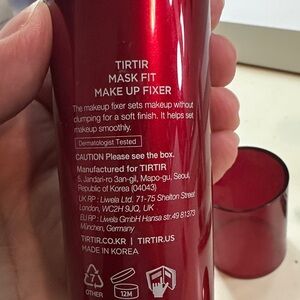 TIRTIR
MASK FIT
MAKE UP FIXER
The makeup fixer sets makeup without
clumping for a soft finish. It helps set
makeup smoothly.
Dermatologist Tested
CAUTION Please see the box.
Manufactured for TIRTIR
5, Jandari-ro 3an-gil, Mapo-gu, Seoul,
Republic of Korea (04043)
UK RP : Liwela Ltd. 71-75 Shelton Street
London, WC2H 9JQ, UK
EU RP : Liwela GmbH Hansa str.49 81373
München, Germany
TIRTIR.CO.KR | TIRTIR.US
MADE IN KOREA
OTHER
12M